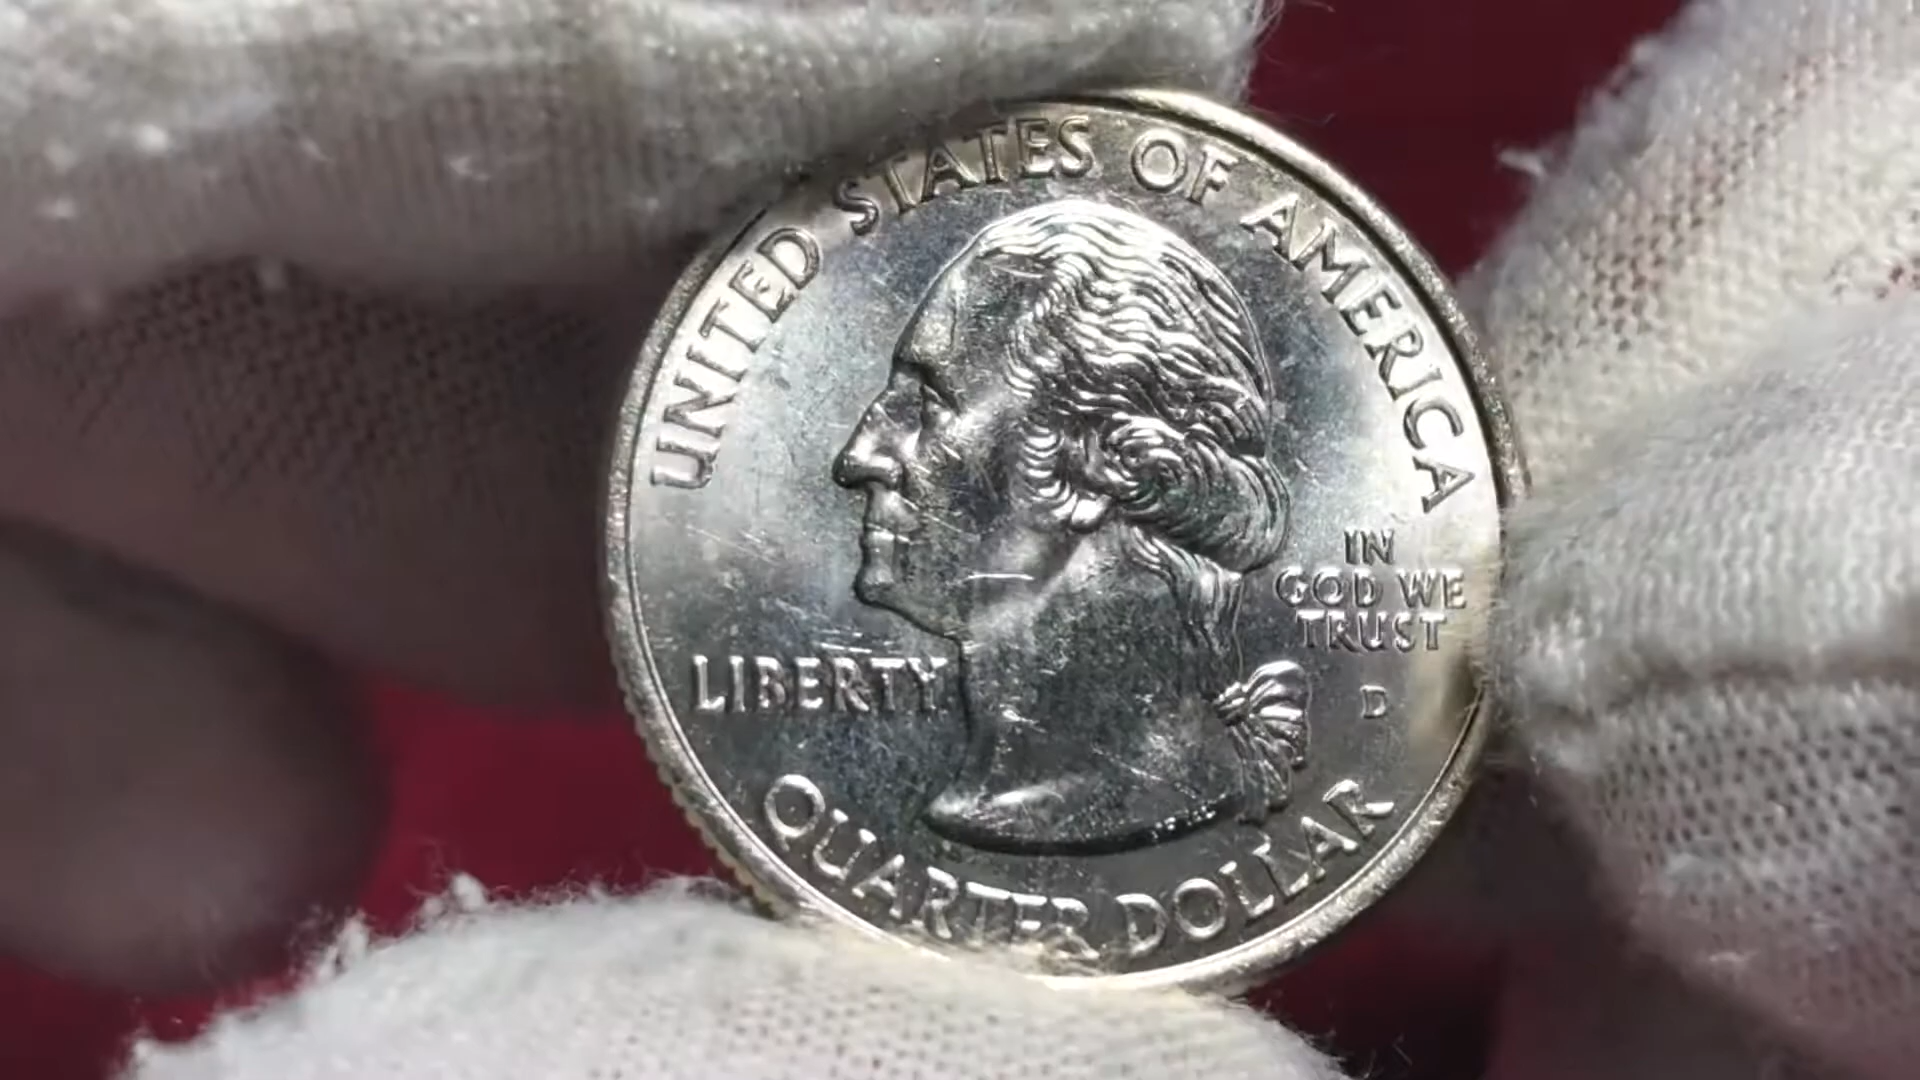 UNITED STATES OF AMERICA
LIBERTY
IN
GOD WE
TRUST
D
QUARTER DOLLAR